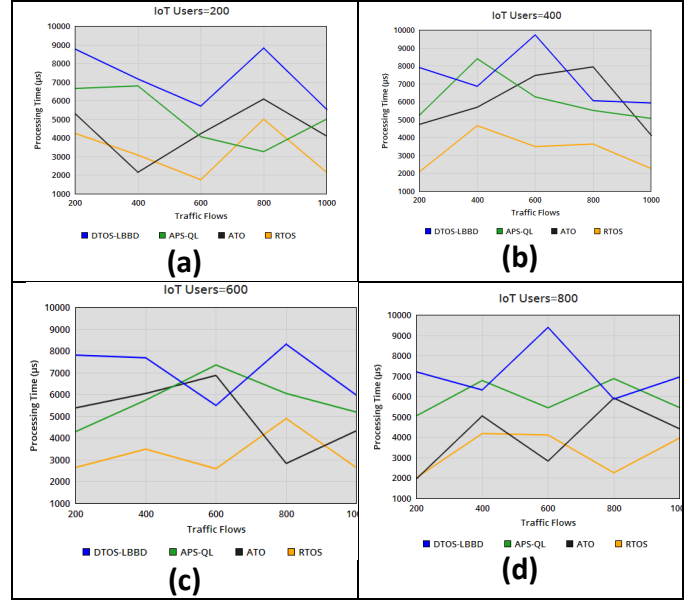 IoT Users=200
Processing Time (µs)
10000
9000
8000
7000
6000
5000
4000
3000
2000
1000
200 400 600 800 1000
Traffic Flows
DTOS-LBBD APS-QL ATO RTOS
(a)
IoT Users=400
Processing Time (µs)
10000
9000
8000
7000
6000
5000
4000
3000
2000
1000
200 400 600 800 1000
Traffic Flows
DTOS-LBBD APS-QL ATO RTOS
(b)
IoT Users=600
Processing Time (µs)
10000
9000
8000
7000
6000
5000
4000
3000
2000
1000
200 400 600 800 100
Traffic Flows
DTOS-LBBD APS-QL ATO RTOS
(c)
IoT Users=800
Processing Time (µs)
10000
9000
8000
7000
6000
5000
4000
3000
2000
1000
200 400 600 800 100
Traffic Flows
DTOS-LBBD APS-QL ATO RTOS
(d)